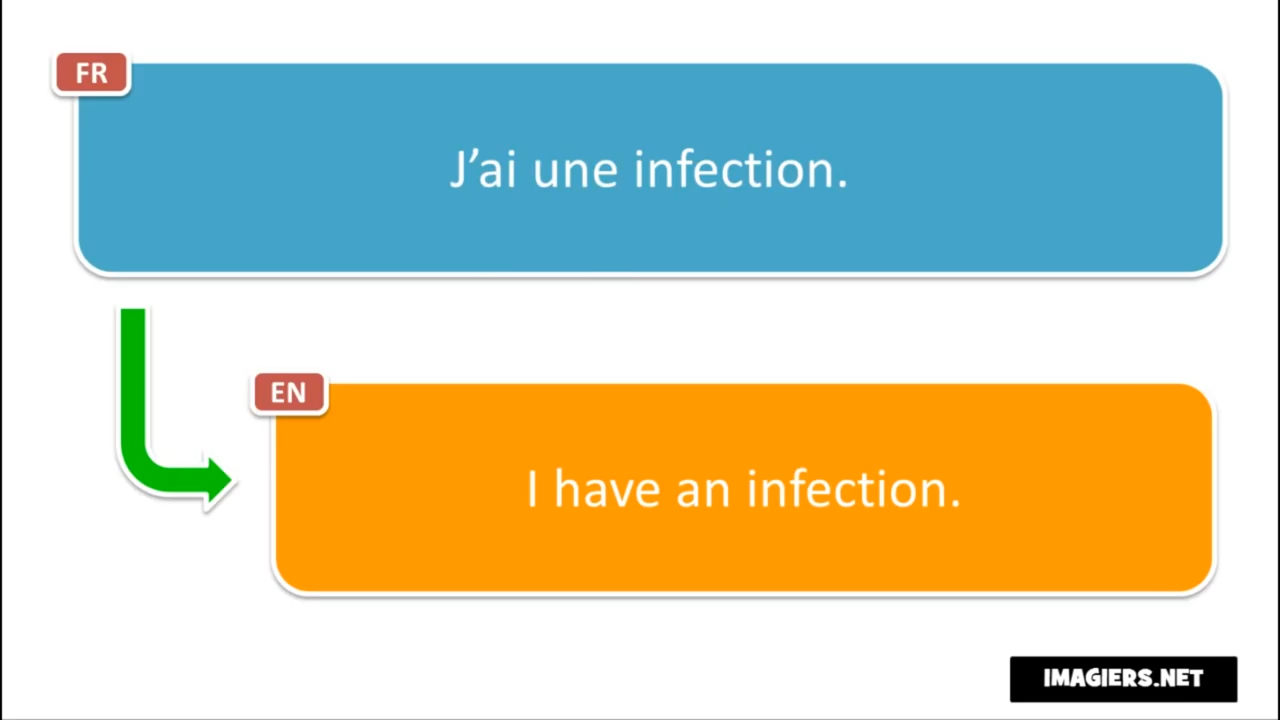 FR
J’ai une infection.
EN
I have an infection.
IMAGIERS.NET